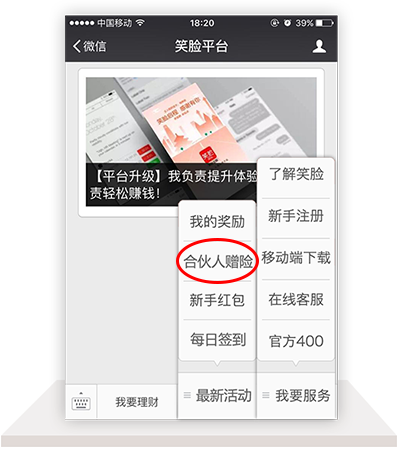 中国移动 18:20 39%
微信 笑脸平台
【平台升级】我负责提升体验
责轻松赚钱！
我的奖励
合伙人赠险
新手红包
每日签到
了解笑脸
新手注册
移动端下载
在线客服
官方400
我要理财 最新活动 我要服务